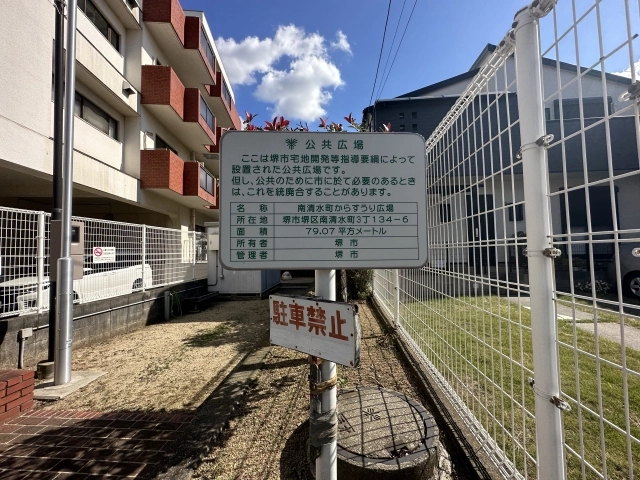 公共広場
ここは堺市宅地開発等指導要綱によって
設置された公共広場です。
但し、公共のために市に於て必要のあるとき
は、これを統廃合することがあります。
名称 南清水町からすうり広場
所在地 堺市堺区南清水町3丁134-6
面積 79.07 平方メートル
所有者 堺市
管理者 堺市
駐車禁止